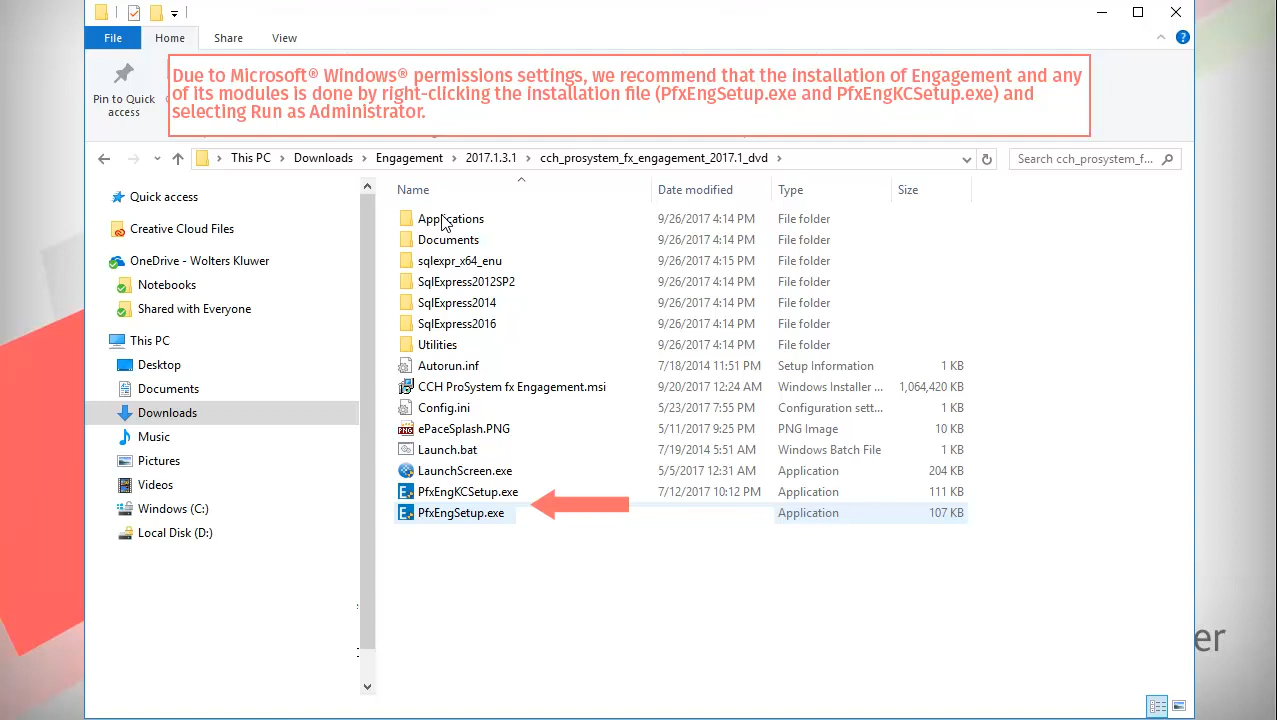 File Home Share View
Due to Microsoft® Windows® permissions settings, we recommend that the installation of Engagement and any
of its modules is done by right-clicking the installation file (PfxEngSetup.exe and PfxEngKCSetup.exe) and
selecting Run as Administrator.
Pin to Quick
access
This PC Downloads Engagement 2017.1.3.1 cch_prosystem_fx_engagement_2017.1_dvd Search cch_prosystem_f...
Name Date modified Type Size
Quick access
Creative Cloud Files
OneDrive - Wolters Kluwer
Notebooks
Shared with Everyone
This PC
Desktop
Documents
Downloads
Music
Pictures
Videos
Windows (C:)
Local Disk (D:)
Applications 9/26/2017 4:14 PM File folder
Documents 9/26/2017 4:14 PM File folder
sqlexpr_x64_enu 9/26/2017 4:15 PM File folder
SqlExpress2012SP2 9/26/2017 4:14 PM File folder
SqlExpress2014 9/26/2017 4:14 PM File folder
SqlExpress2016 9/26/2017 4:14 PM File folder
Utilities 9/26/2017 4:14 PM File folder
Autorun.inf 7/18/2014 11:51 PM Setup Information 1 KB
CCH ProSystem fx Engagement.msi 9/20/2017 12:24 AM Windows Installer ... 1,064,420 KB
Config.ini 5/23/2017 7:55 PM Configuration sett... 1 KB
ePaceSplash.PNG 5/11/2017 9:25 PM PNG Image 10 KB
Launch.bat 7/19/2014 5:51 AM Windows Batch File 1 KB
LaunchScreen.exe 5/5/2017 12:31 AM Application 204 KB
PfxEngKCSetup.exe 7/12/2017 10:12 PM Application 111 KB
PfxEngSetup.exe Application 107 KB
er